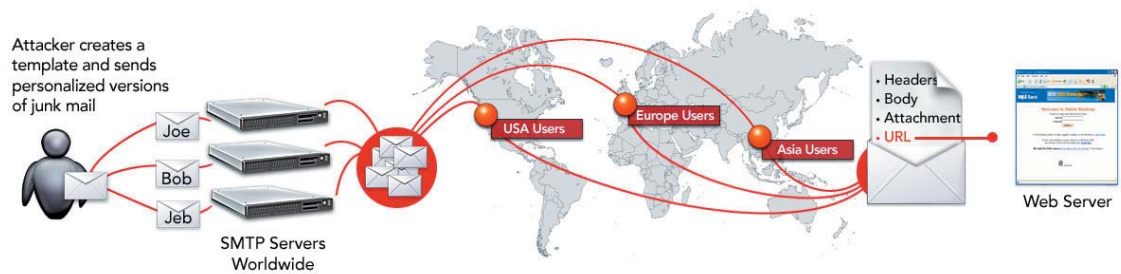 Attacker creates a
template and sends
personalized versions
of junk mail
Joe
Bob
Jeb
SMTP Servers
Worldwide
USA Users
Europe Users
Asia Users
• Headers
• Body
• Attachment
• URL
Web Server